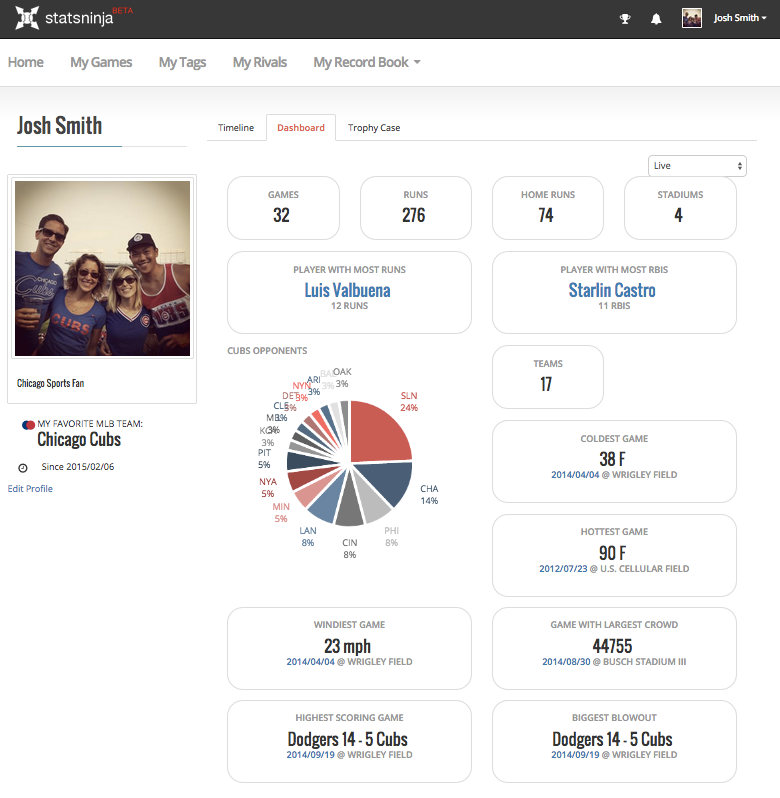 statsninja BETA
Josh Smith
Home My Games My Tags My Rivals My Record Book
Josh Smith
Timeline Dashboard Trophy Case
Live
GAMES
32
RUNS
276
HOME RUNS
74
STADIUMS
4
PLAYER WITH MOST RUNS
Luis Valbuena
12 RUNS
PLAYER WITH MOST RBIS
Starlin Castro
11 RBIS
CHICAGO
Cubs
CUBS
Chicago Sports Fan
MY FAVORITE MLB TEAM:
Chicago Cubs
Since 2015/02/06
Edit Profile
CUBS OPPONENTS
SLN
24%
CHA
14%
PHI
8%
CIN
8%
LAN
8%
MIN
5%
NYA
5%
PIT
5%
3%
3%
CLE
3%
DET
3%
NYN
3%
ARI
3%
3%
OAK
3%
TEAMS
17
COLDEST GAME
38 F
2014/04/04 @ WRIGLEY FIELD
HOTTEST GAME
90 F
2012/07/23 @ U.S. CELLULAR FIELD
WINDIEST GAME
23 mph
2014/04/04 @ WRIGLEY FIELD
GAME WITH LARGEST CROWD
44755
2014/08/30 @ BUSCH STADIUM III
HIGHEST SCORING GAME
Dodgers 14 - 5 Cubs
2014/09/19 @ WRIGLEY FIELD
BIGGEST BLOWOUT
Dodgers 14 - 5 Cubs
2014/09/19 @ WRIGLEY FIELD